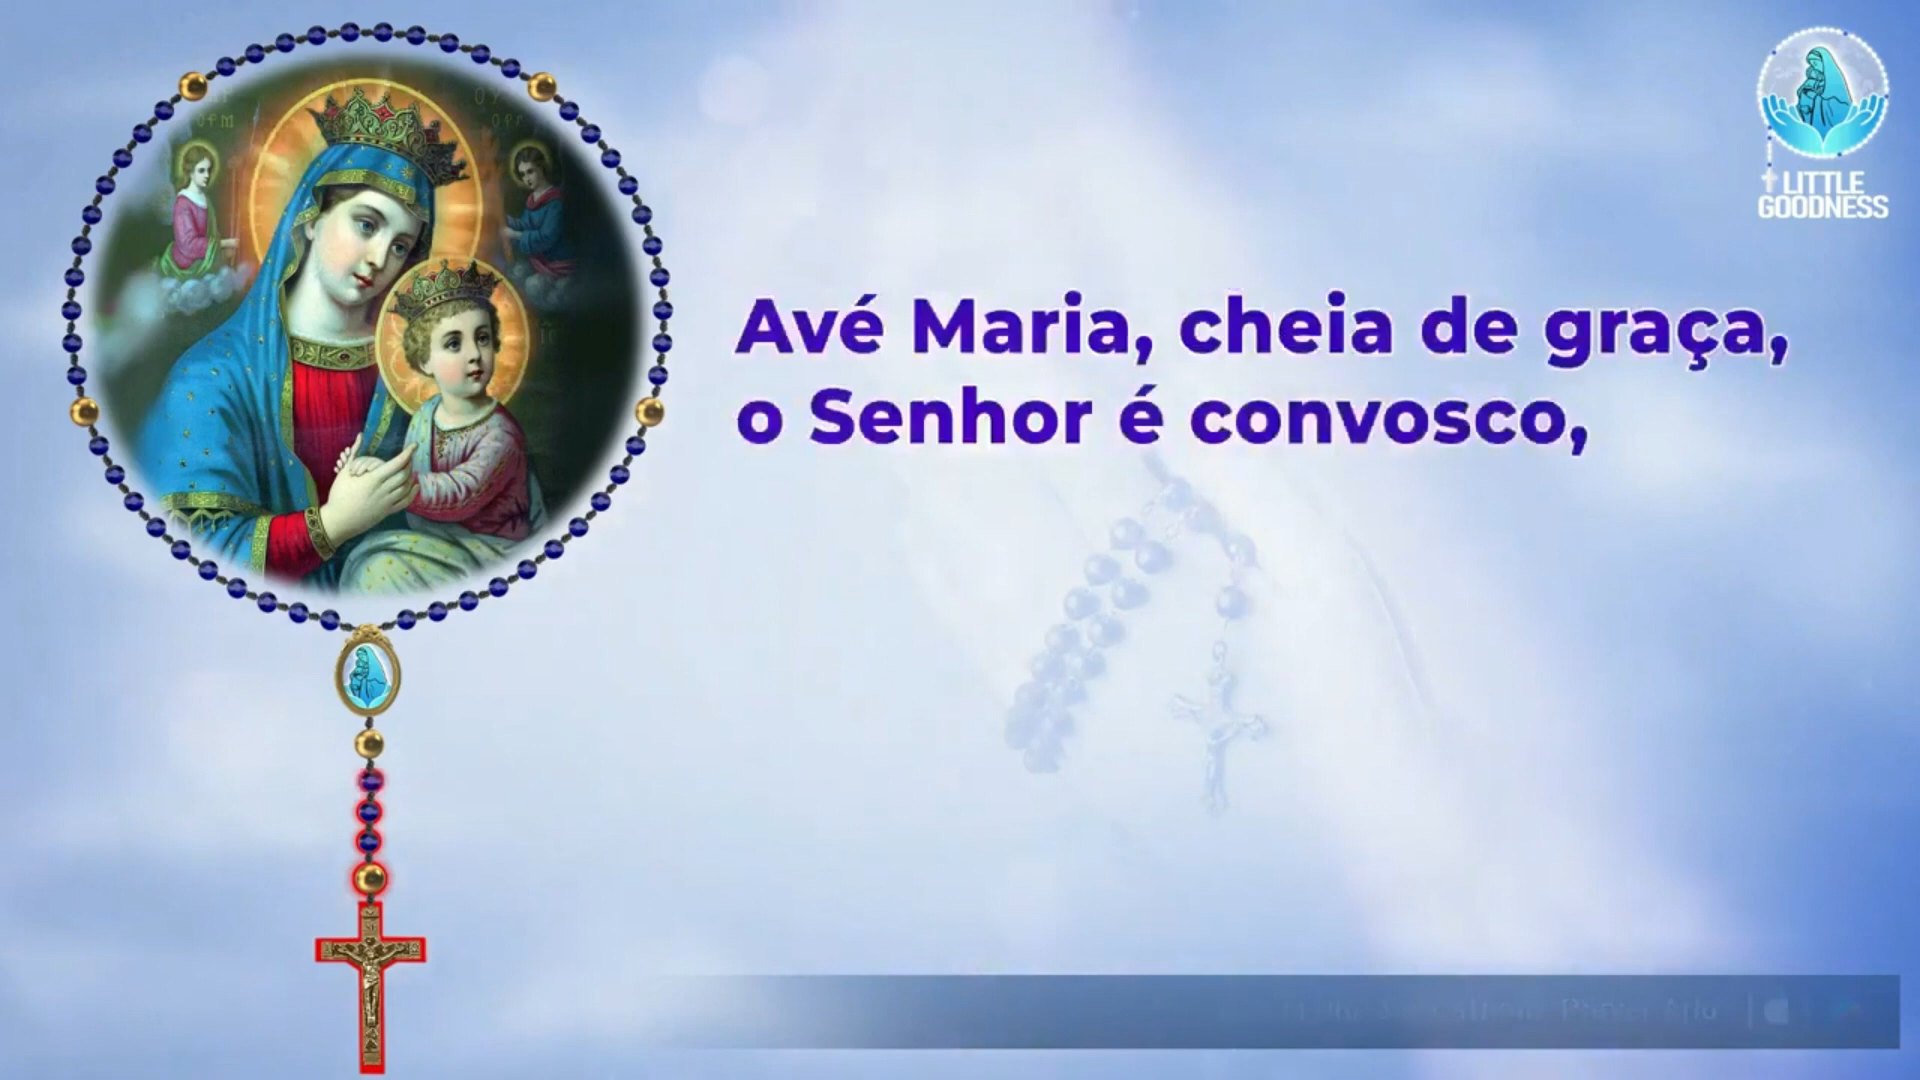 LITTLE
GOODNESS
Avé Maria, cheia de graça,
o Senhor é convosco,